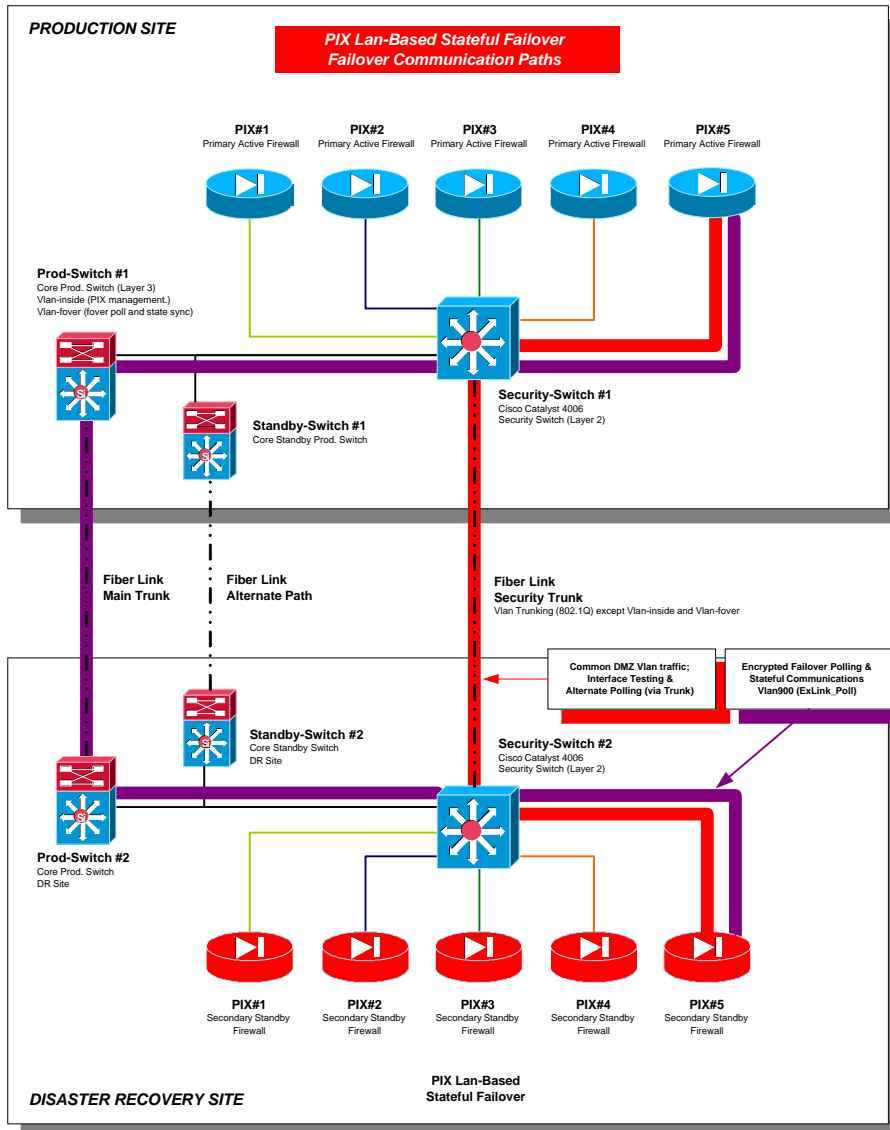 PRODUCTION SITE
PIX Lan-Based Stateful Failover
Failover Communication Paths
PIX#1
Primary Active Firewall
PIX#2
Primary Active Firewall
PIX#3
Primary Active Firewall
PIX#4
Primary Active Firewall
PIX#5
Primary Active Firewall
Prod-Switch #1
Core Prod. Switch (Layer 3)
Vlan-inside (PIX management.)
Vlan-fover (fover poll and state sync)
Si
Security-Switch #1
Cisco Catalyst 4006
Security Switch (Layer 2)
Standby-Switch #1
Core Standby Prod. Switch
Si
Fiber Link
Main Trunk
Fiber Link
Alternate Path
Fiber Link
Security Trunk
Vlan Trunking (802.1Q) except Vlan-inside and Vlan-fover
Common DMZ Vlan traffic;
Interface Testing &
Alternate Polling (via Trunk)
Encrypted Failover Polling &
Stateful Communications
Vlan900 (ExLink_Poll)
Standby-Switch #2
Core Standby Switch
DR Site
Si
Security-Switch #2
Cisco Catalyst 4006
Security Switch (Layer 2)
Si
Prod-Switch #2
Core Prod. Switch
DR Site
PIX#1
Secondary Standby
Firewall
PIX#2
Secondary Standby
Firewall
PIX#3
Secondary Standby
Firewall
PIX#4
Secondary Standby
Firewall
PIX#5
Secondary Standby
Firewall
PIX Lan-Based
Stateful Failover
DISASTER RECOVERY SITE